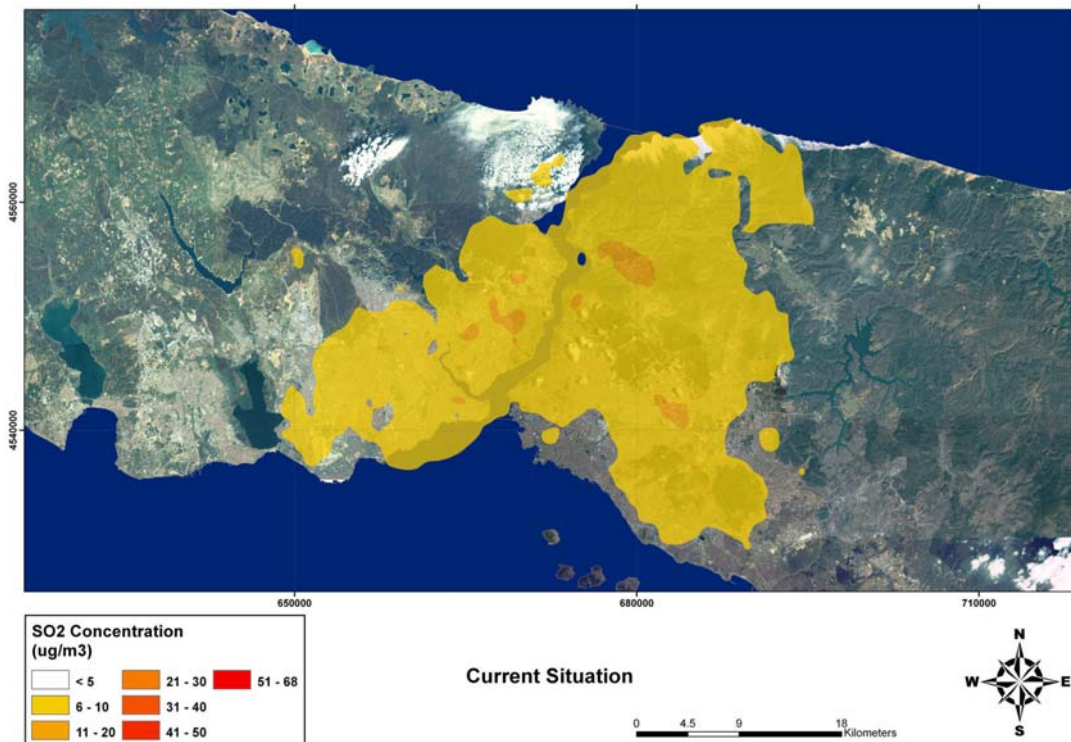 4560000
4540000
650000
680000
710000
SO2 Concentration
(ug/m3)
< 5
21 - 30
51 - 68
6 - 10
31 - 40
11 - 20
41 - 50
Current Situation
0 4.5 9 18
Kilometers
N
W E
S